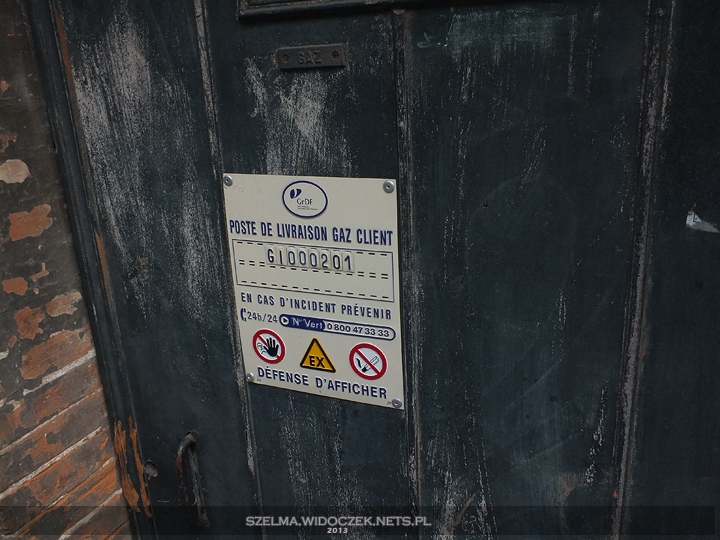 GAZ
GrDF
POSTE DE LIVRAISON GAZ CLIENT
GI000201
EN CAS D'INCIDENT PRÉVENIR
24h/24 N° Vert 0 800 47 33 33
EX
DÉFENSE D'AFFICHER
SZELMA.WIDOCZEK.NETS.PL
2013